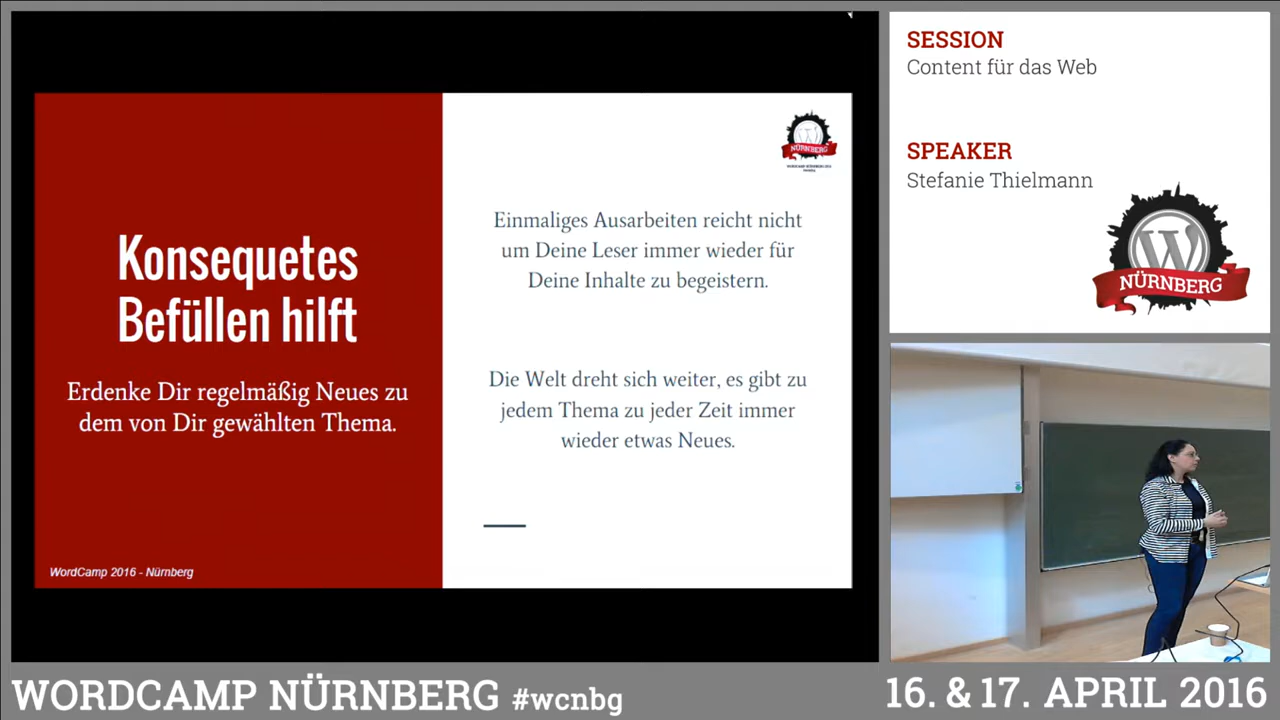 Konsequetes
Befüllen hilft
Erdenke Dir regelmäßig Neues zu
dem von Dir gewählten Thema.
WordCamp 2016 - Nürnberg
NÜRNBERG
Einmaliges Ausarbeiten reicht nicht
um Deine Leser immer wieder für
Deine Inhalte zu begeistern.
Die Welt dreht sich weiter, es gibt zu
jedem Thema zu jeder Zeit immer
wieder etwas Neues.
SESSION
Content für das Web
SPEAKER
Stefanie Thielmann
NÜRNBERG
WORDCAMP NÜRNBERG #wcnbg
16. & 17. APRIL 2016